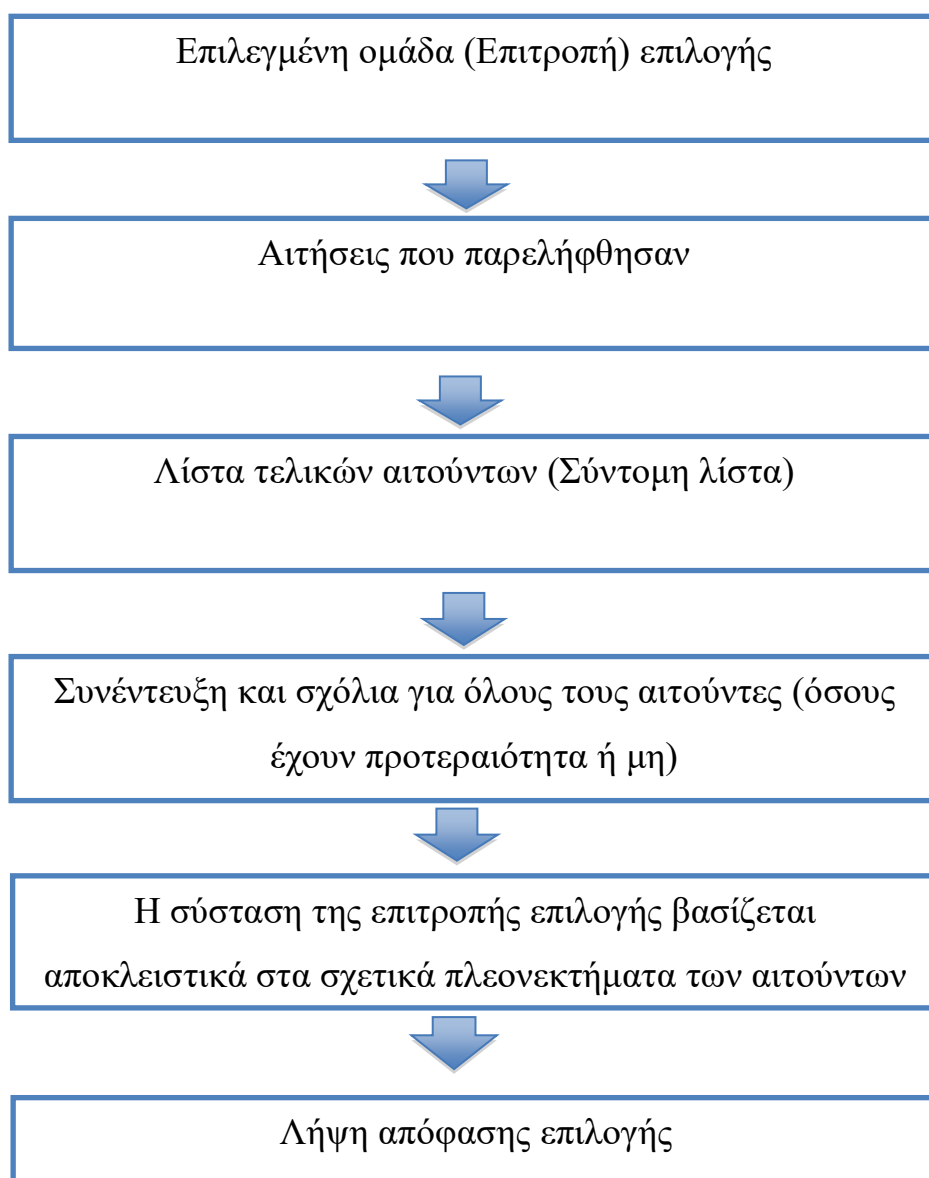 Επιλεγμένη ομάδα (Επιτροπή) επιλογής
Αιτήσεις που παρελήφθησαν
Λίστα τελικών αιτούντων (Σύντομη λίστα)
Συνέντευξη και σχόλια για όλους τους αιτούντες (όσους
έχουν προτεραιότητα ή μη)
Η σύσταση της επιτροπής επιλογής βασίζεται
αποκλειστικά στα σχετικά πλεονεκτήματα των αιτούντων
Λήψη απόφασης επιλογής